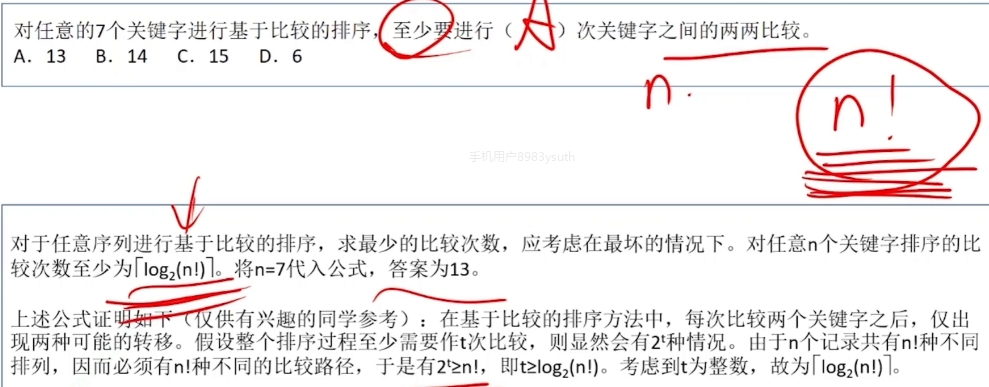 对任意的7个关键字进行基于比较的排序，至少要进行（ A ）次关键字之间的两两比较。
A. 13 B. 14 C. 15 D. 6
n.
n!
手机用户8983ysuth
对于任意序列进行基于比较的排序，求最少的比较次数，应考虑在最坏的情况下。对任意n个关键字排序的比
较次数至少为⌈log₂(n!)⌉。将n=7代入公式，答案为13。
上述公式证明如下（仅供有兴趣的同学参考）：在基于比较的排序方法中，每次比较两个关键字之后，仅出
现两种可能的转移。假设整个排序过程至少需要作t次比较，则显然会有2ᵗ种情况。由于n个记录共有n!种不同
排列，因而必须有n!种不同的比较路径，于是有2ᵗ≥n!，即t≥log₂(n!)。考虑到t为整数，故为⌈log₂(n!)⌉。